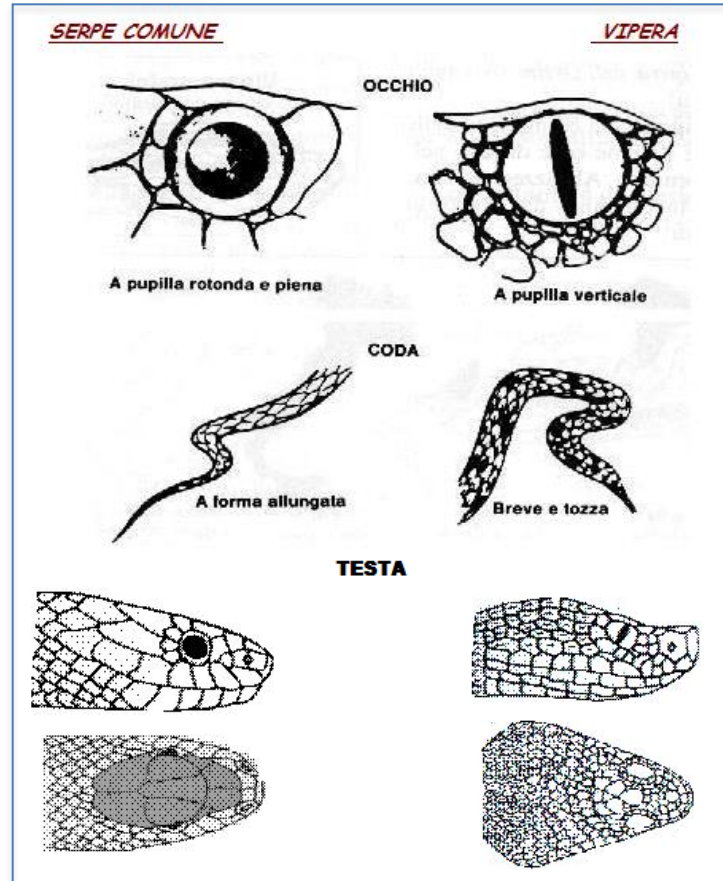 SERPE COMUNE
VIPERA
OCCHIO
A pupilla rotonda e piena
A pupilla verticale
CODA
A forma allungata
Breve e tozza
TESTA